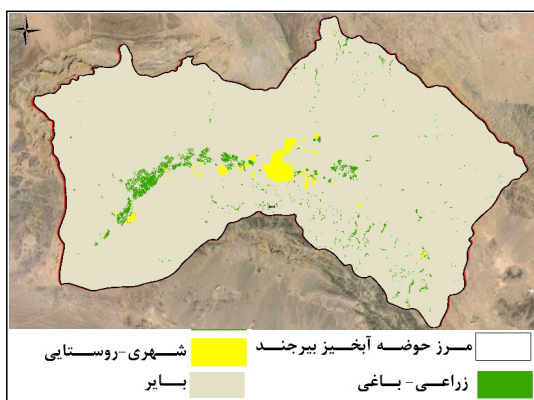 مرز حوضه آبخیز بیرجند
شهری-روستایی
زراعی- باغی
بایر